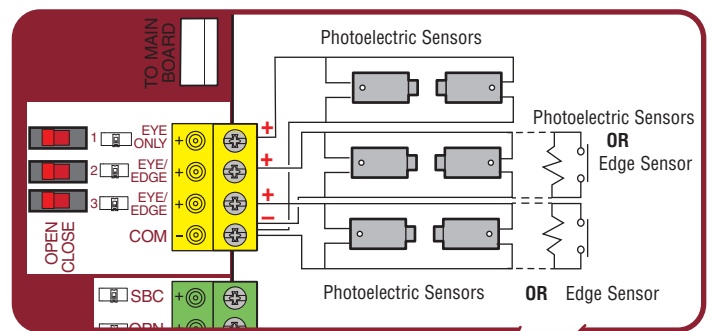 TO MAIN
BOARD
Photoelectric Sensors
1 EYE
ONLY +
+
2 EYE/
EDGE +
+
3 EYE/
EDGE +
+
COM -
−
OPEN
CLOSE
Photoelectric Sensors
OR
Edge Sensor
Photoelectric Sensors OR Edge Sensor
SBC +
OPN